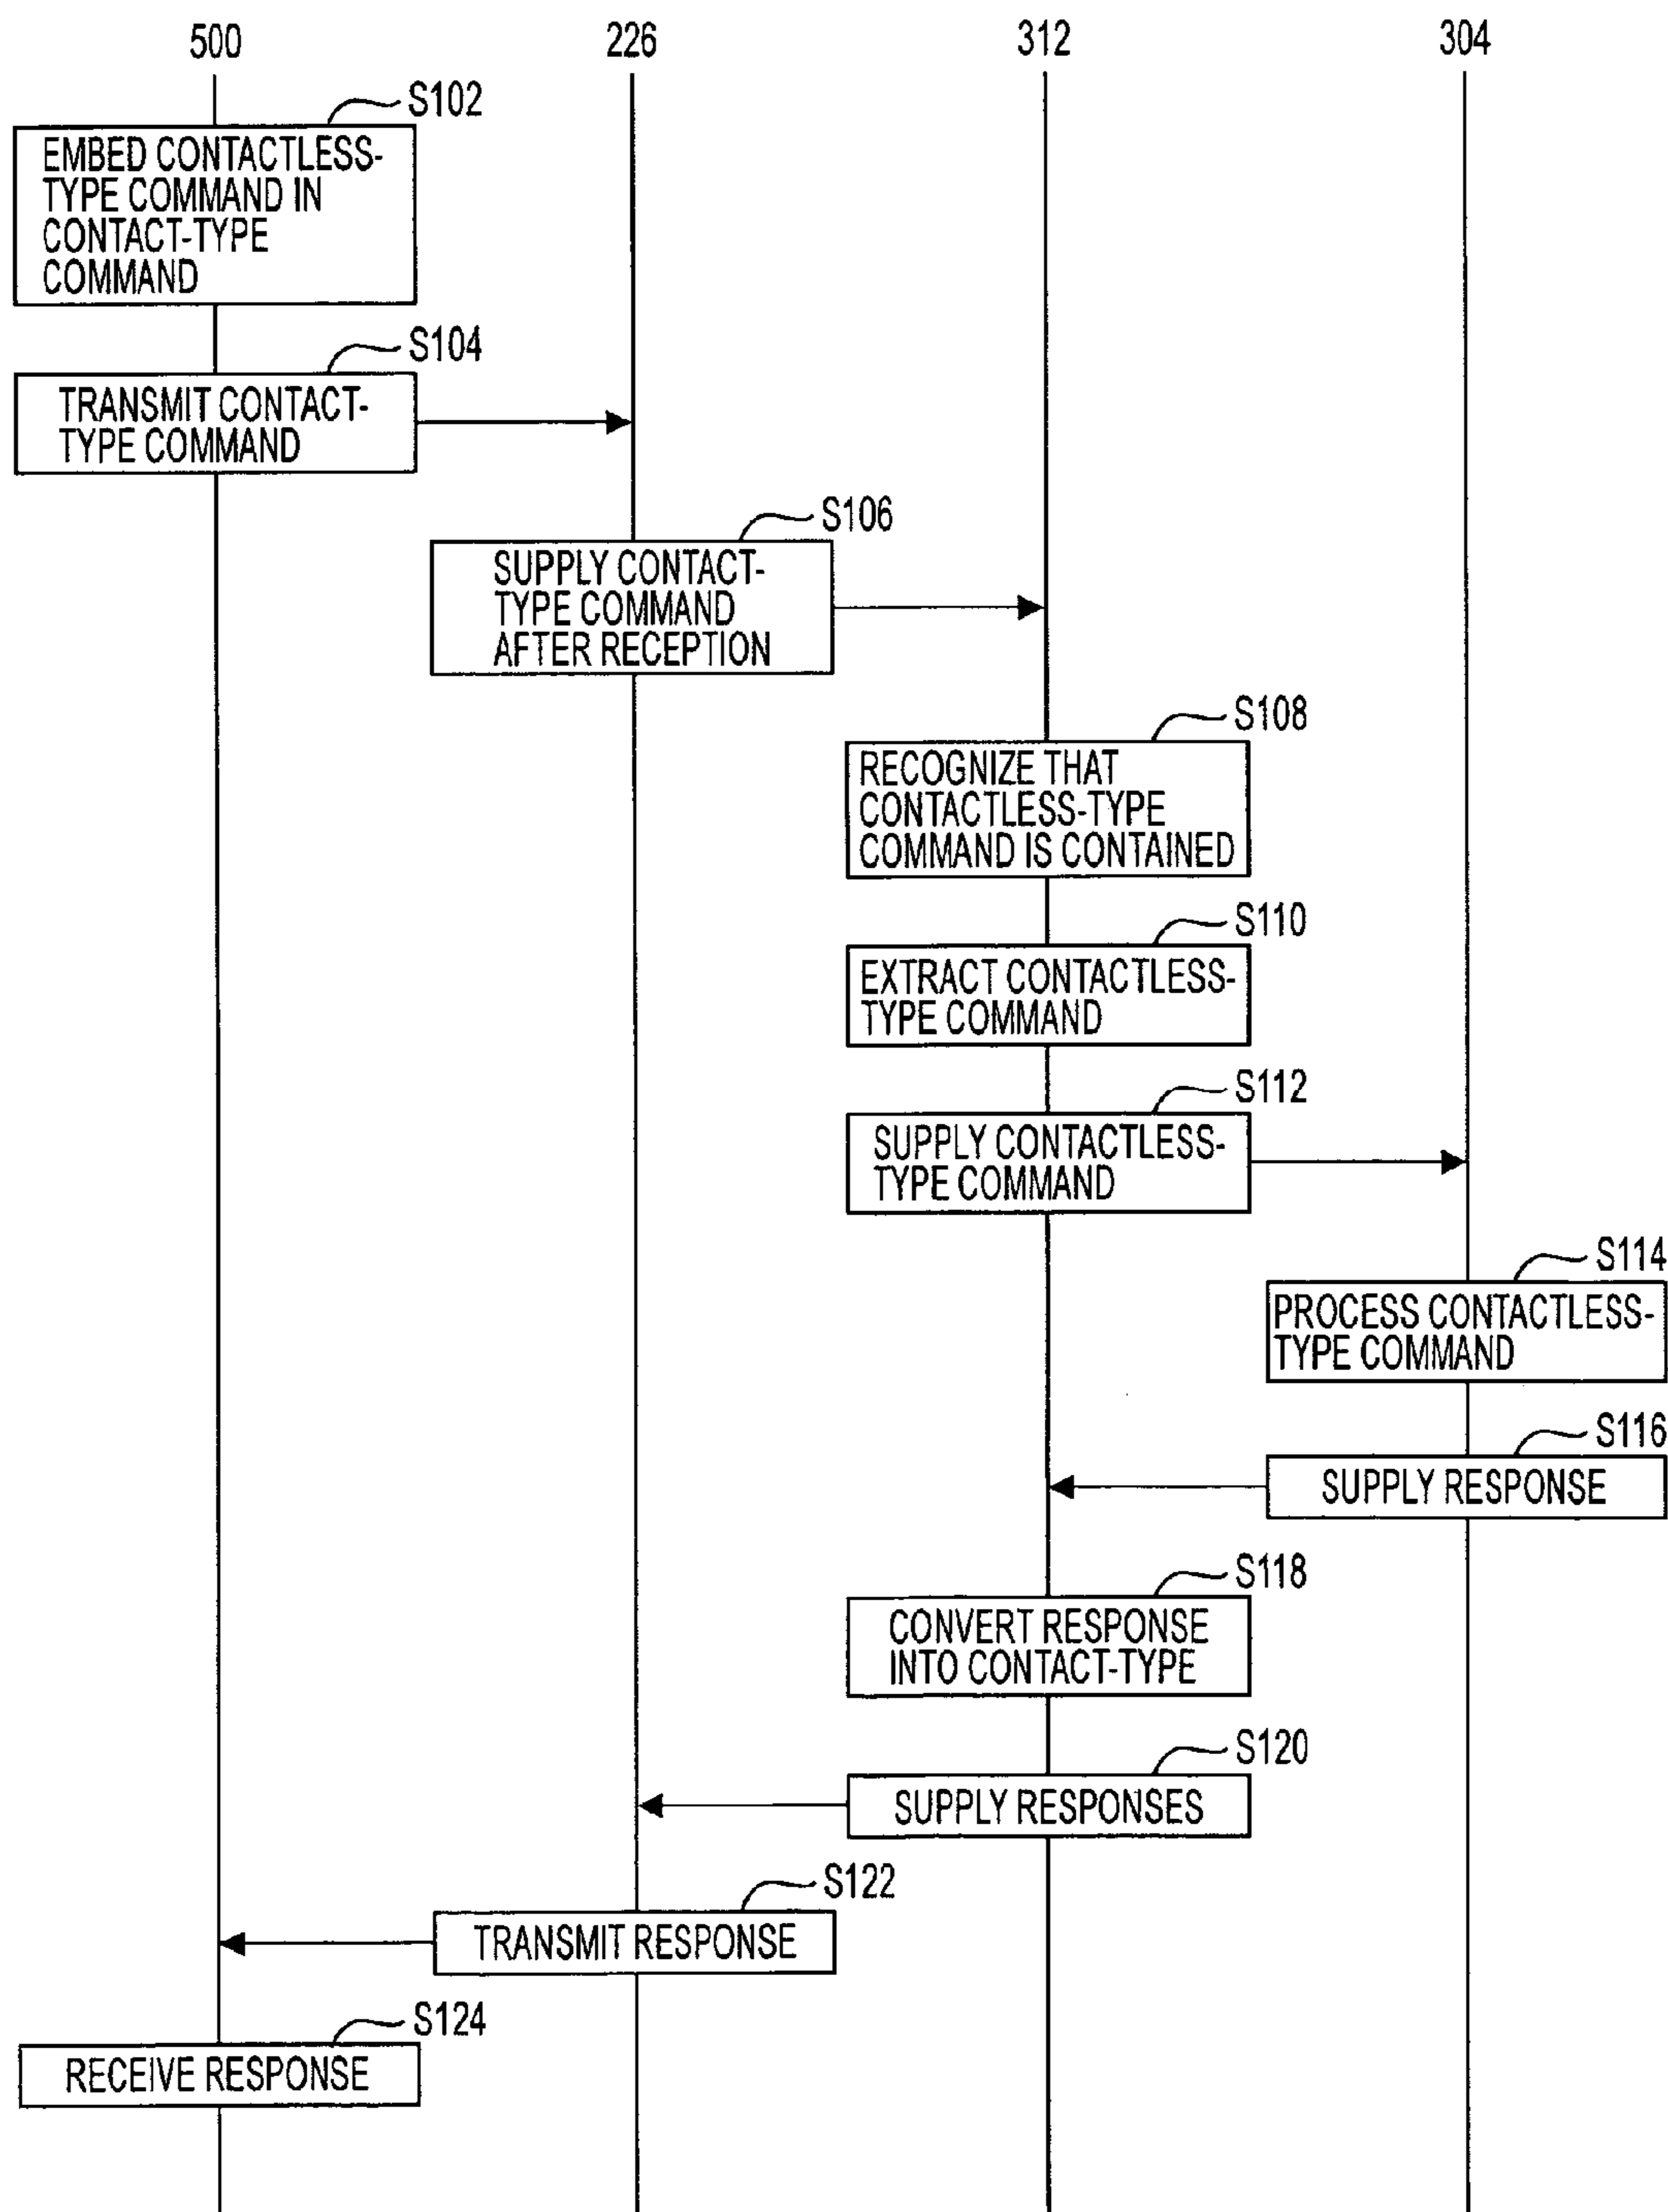 500
226
312
304
S102
EMBED CONTACTLESS-
TYPE COMMAND IN
CONTACT-TYPE
COMMAND
S104
TRANSMIT CONTACT-
TYPE COMMAND
S106
SUPPLY CONTACT-
TYPE COMMAND
AFTER RECEPTION
S108
RECOGNIZE THAT
CONTACTLESS-TYPE
COMMAND IS CONTAINED
S110
EXTRACT CONTACTLESS-
TYPE COMMAND
S112
SUPPLY CONTACTLESS-
TYPE COMMAND
S114
PROCESS CONTACTLESS-
TYPE COMMAND
S116
SUPPLY RESPONSE
S118
CONVERT RESPONSE
INTO CONTACT-TYPE
S120
SUPPLY RESPONSES
S122
TRANSMIT RESPONSE
S124
RECEIVE RESPONSE